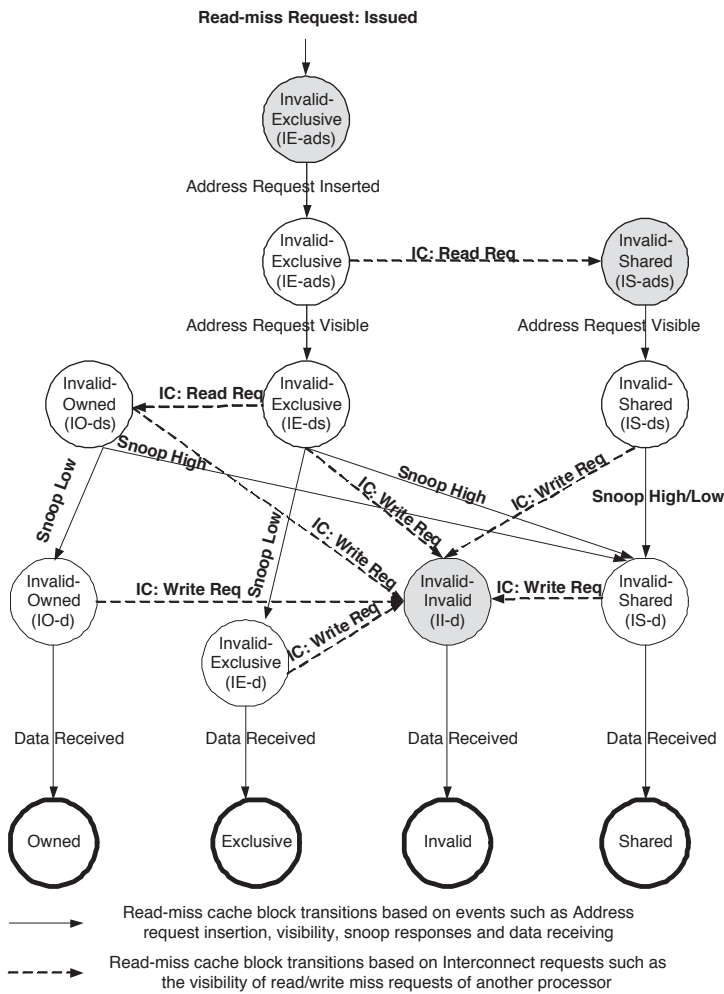 Read-miss Request: Issued
Invalid-
Exclusive
(IE-ads)
Address Request Inserted
Invalid-
Exclusive
(IE-ads)
IC: Read Req
Invalid-
Shared
(IS-ads)
Address Request Visible
Address Request Visible
Invalid-
Owned
(IO-ds)
IC: Read Req
Invalid-
Exclusive
(IE-ds)
Invalid-
Shared
(IS-ds)
Snoop Low
Snoop High
IC: Write Req
Snoop Low
IC: Write Req
Snoop High
IC: Write Req
Snoop High/Low
Invalid-
Owned
(IO-d)
IC: Write Req
Invalid-
Exclusive
(IE-d)
IC: Write Req
Invalid-
Invalid
(II-d)
IC: Write Req
Invalid-
Shared
(IS-d)
Data Received
Data Received
Data Received
Data Received
Owned
Exclusive
Invalid
Shared
Read-miss cache block transitions based on events such as Address
request insertion, visibility, snoop responses and data receiving
Read-miss cache block transitions based on Interconnect requests such as
the visibility of read/write miss requests of another processor